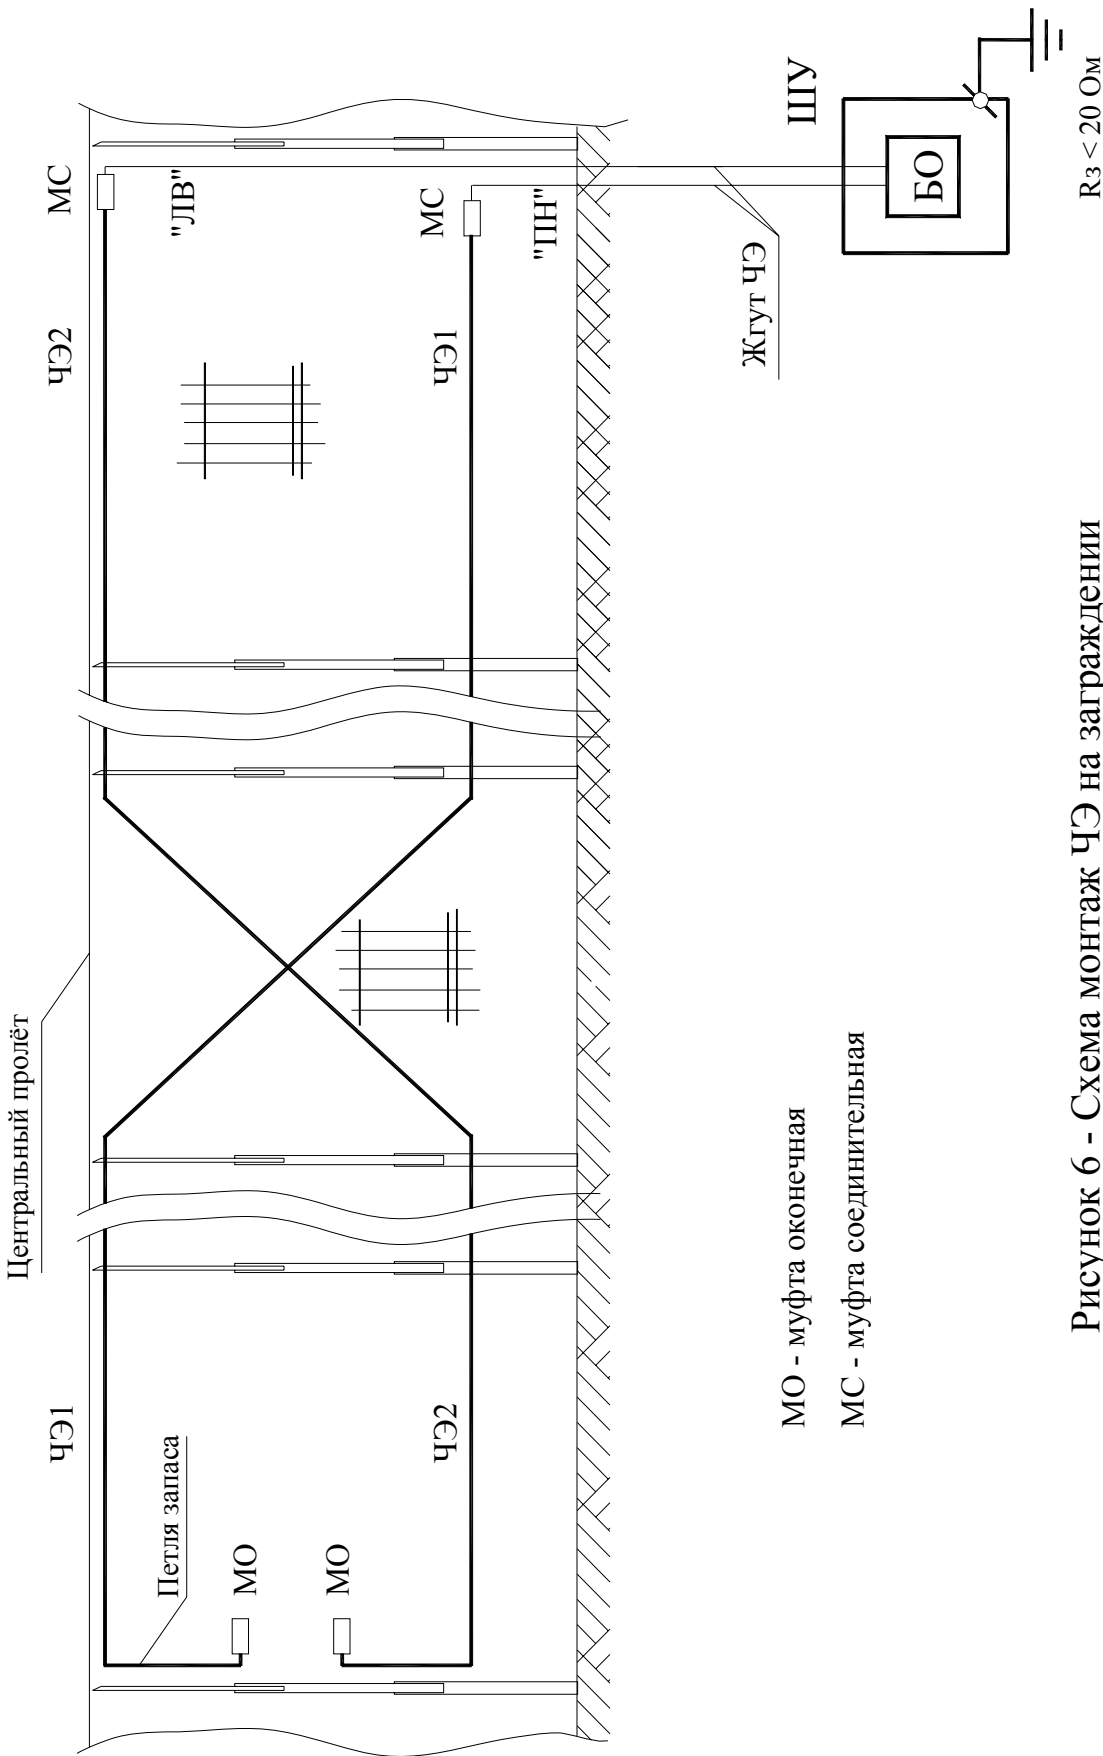 Центральный пролёт
ЧЭ1
ЧЭ2
МС
Петля запаса
"ЛВ"
МО
МО
ЧЭ2
ЧЭ1
МС
"ПН"
Жгут ЧЭ
ШУ
БО
МО - муфта оконечная
МС - муфта соединительная
Rз < 20 Ом
Рисунок 6 - Схема монтаж ЧЭ на заграждении